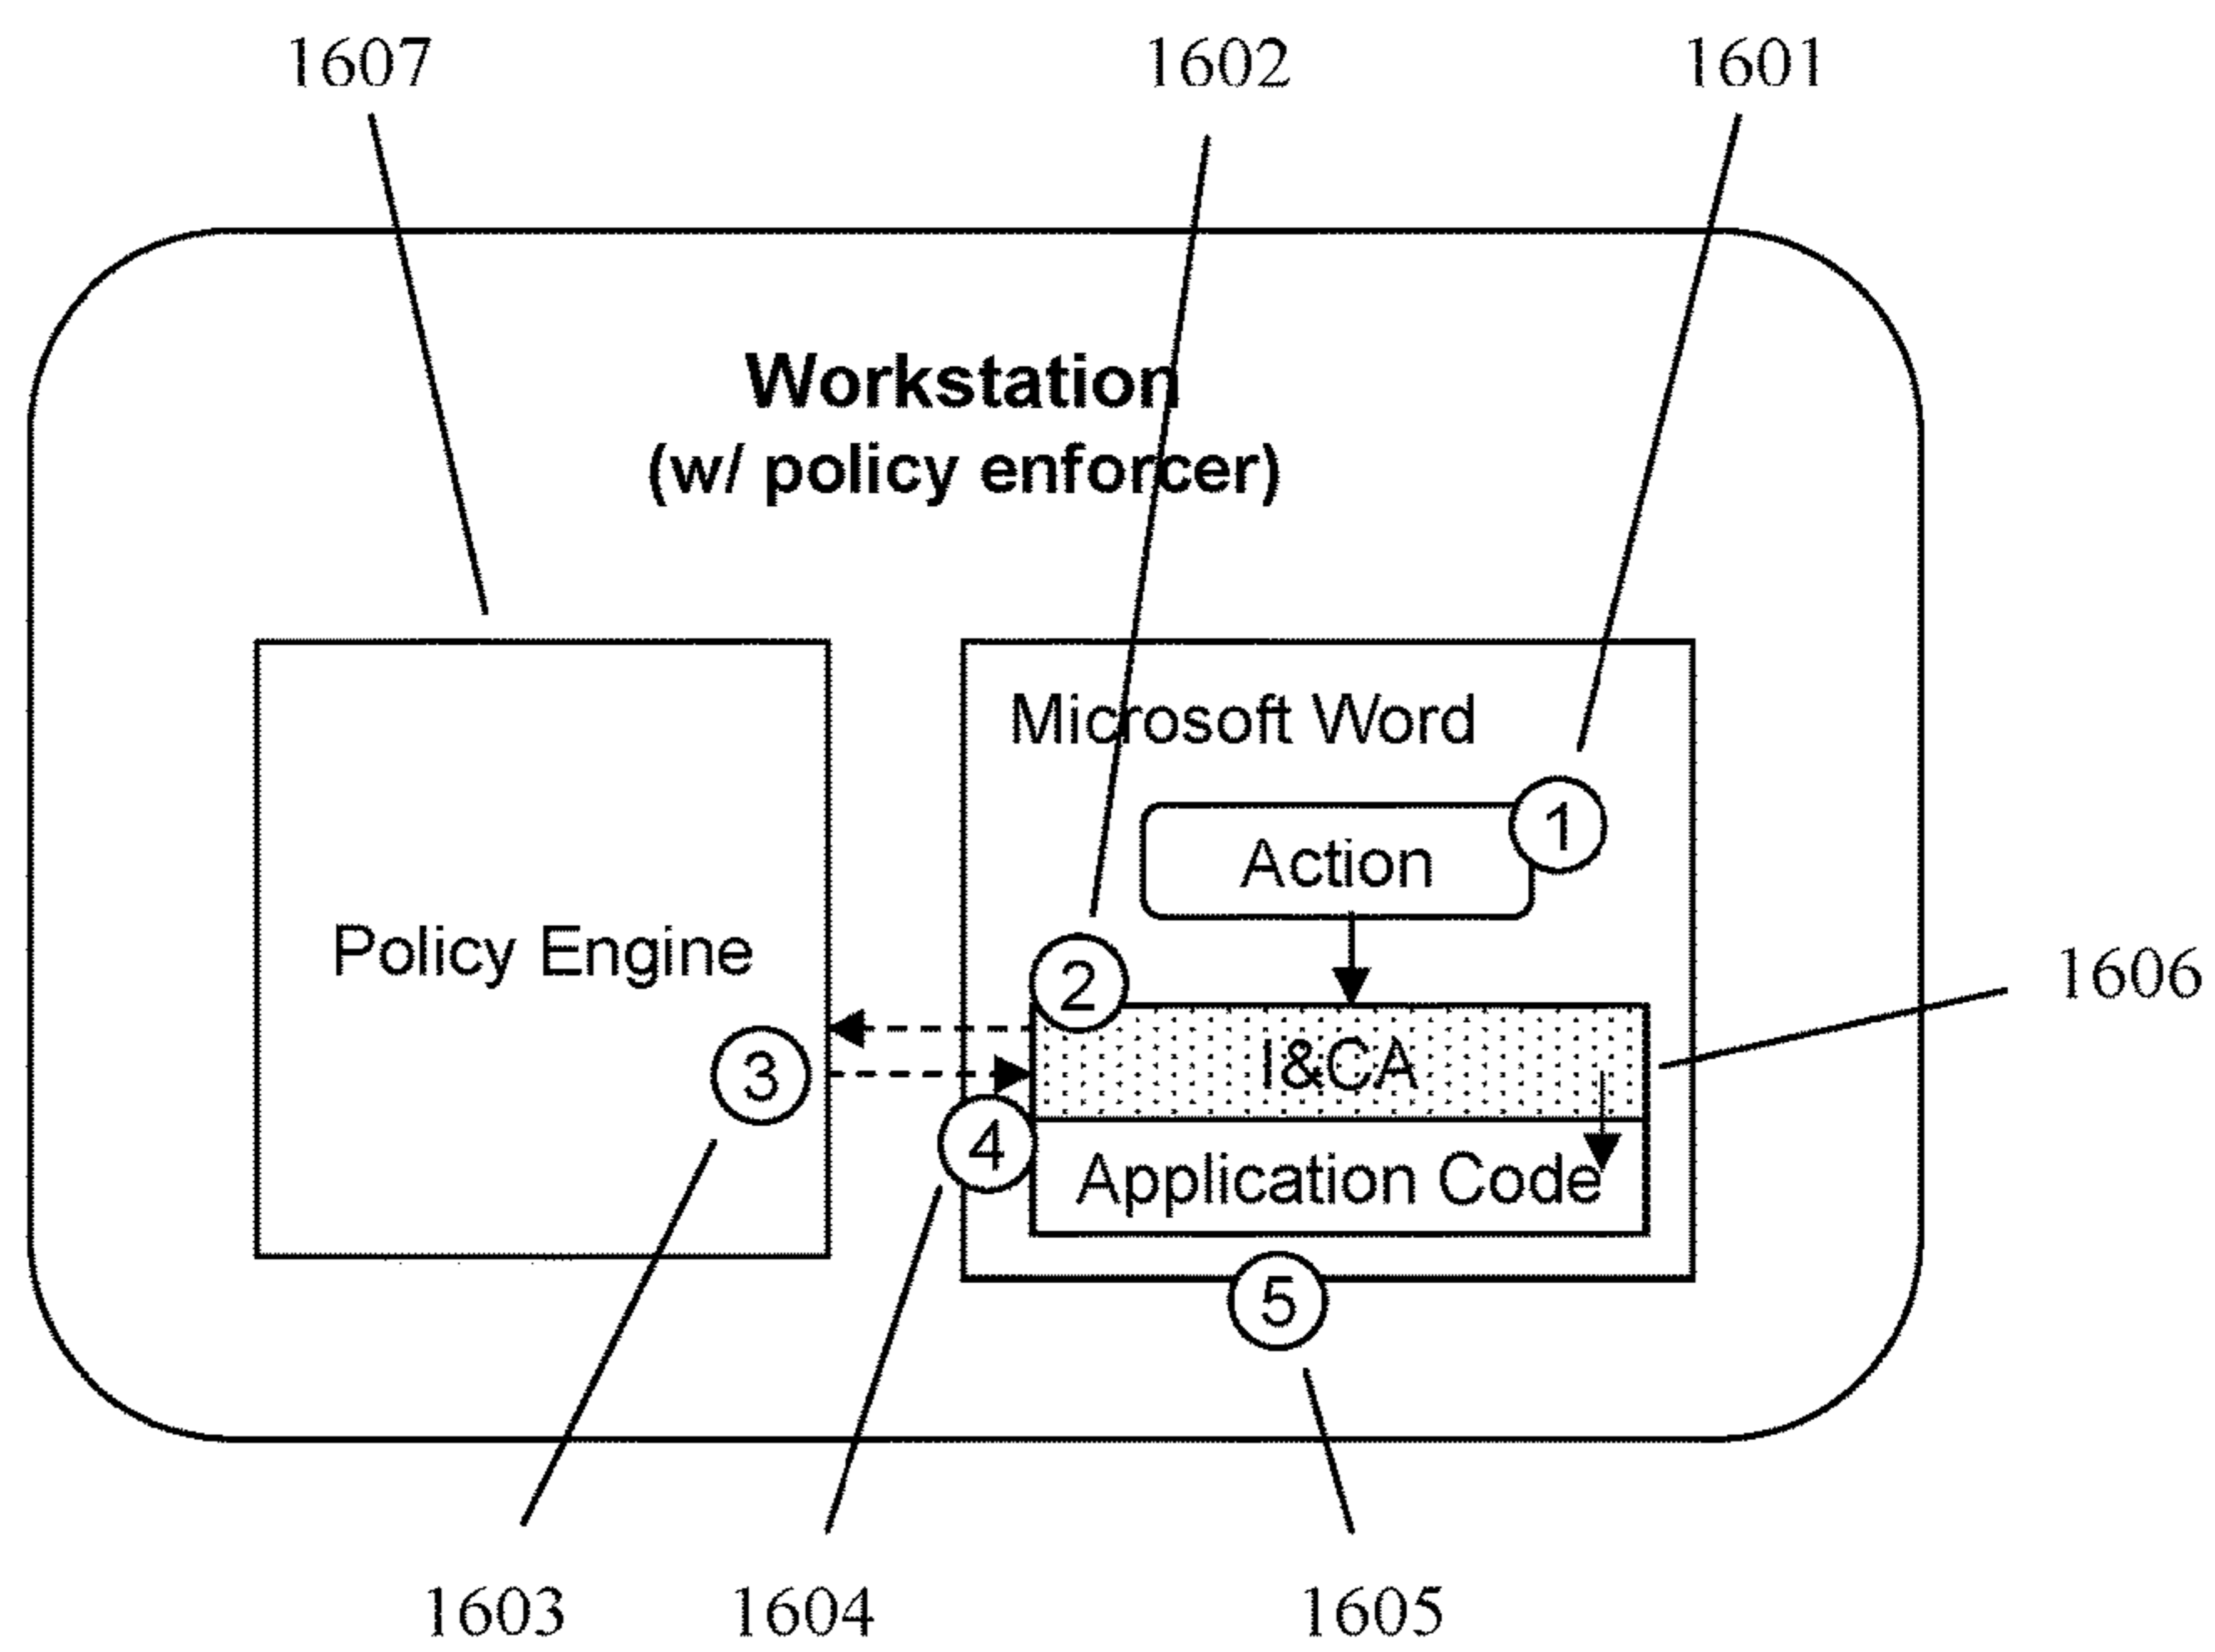 1607 1602 1601
Workstation
(w/ policy enforcer)
Microsoft Word
1
Action
Policy Engine
2
1606
I&CA
3
4
Application Code
5
1603 1604 1605